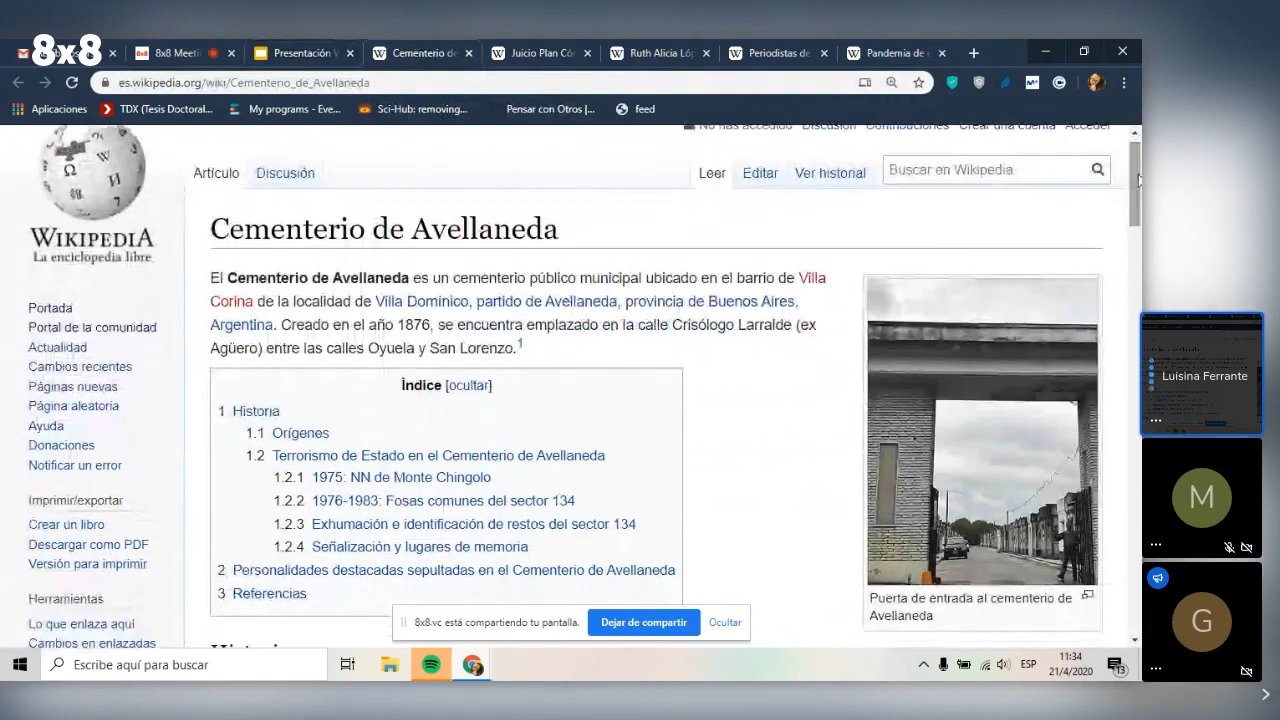 8x8
8x8 Meeti
Presentación W
Cementerio de
Juicio Plan Có
Ruth Alicia Ló
Periodistas de
Pandemia de c
es.wikipedia.org/wiki/Cementerio_de_Avellaneda
Aplicaciones
TDX (Tesis Doctoral...
My programs - Eve...
Sci-Hub: removing...
Pensar con Otros |...
feed
No has accedido Discusión Contribuciones Crear una cuenta Acceder
Artículo
Discusión
Leer
Editar
Ver historial
Buscar en Wikipedia
WIKIPEDIA
La enciclopedia libre
Portada
Portal de la comunidad
Actualidad
Cambios recientes
Páginas nuevas
Página aleatoria
Ayuda
Donaciones
Notificar un error
Imprimir/exportar
Crear un libro
Descargar como PDF
Versión para imprimir
Herramientas
Lo que enlaza aquí
Cambios en enlazadas
Cementerio de Avellaneda
El Cementerio de Avellaneda es un cementerio público municipal ubicado en el barrio de Villa
Corina de la localidad de Villa Domínico, partido de Avellaneda, provincia de Buenos Aires,
Argentina. Creado en el año 1876, se encuentra emplazado en la calle Crisólogo Larralde (ex
Agüero) entre las calles Oyuela y San Lorenzo.1
Índice [ocultar]
1 Historia
1.1 Orígenes
1.2 Terrorismo de Estado en el Cementerio de Avellaneda
1.2.1 1975: NN de Monte Chingolo
1.2.2 1976-1983: Fosas comunes del sector 134
1.2.3 Exhumación e identificación de restos del sector 134
1.2.4 Señalización y lugares de memoria
2 Personalidades destacadas sepultadas en el Cementerio de Avellaneda
3 Referencias
Puerta de entrada al cementerio de
Avellaneda
8x8.vc está compartiendo tu pantalla.
Dejar de compartir
Ocultar
Escribe aquí para buscar
ESP
11:34
21/4/2020
13
Luisina Ferrante
M
G